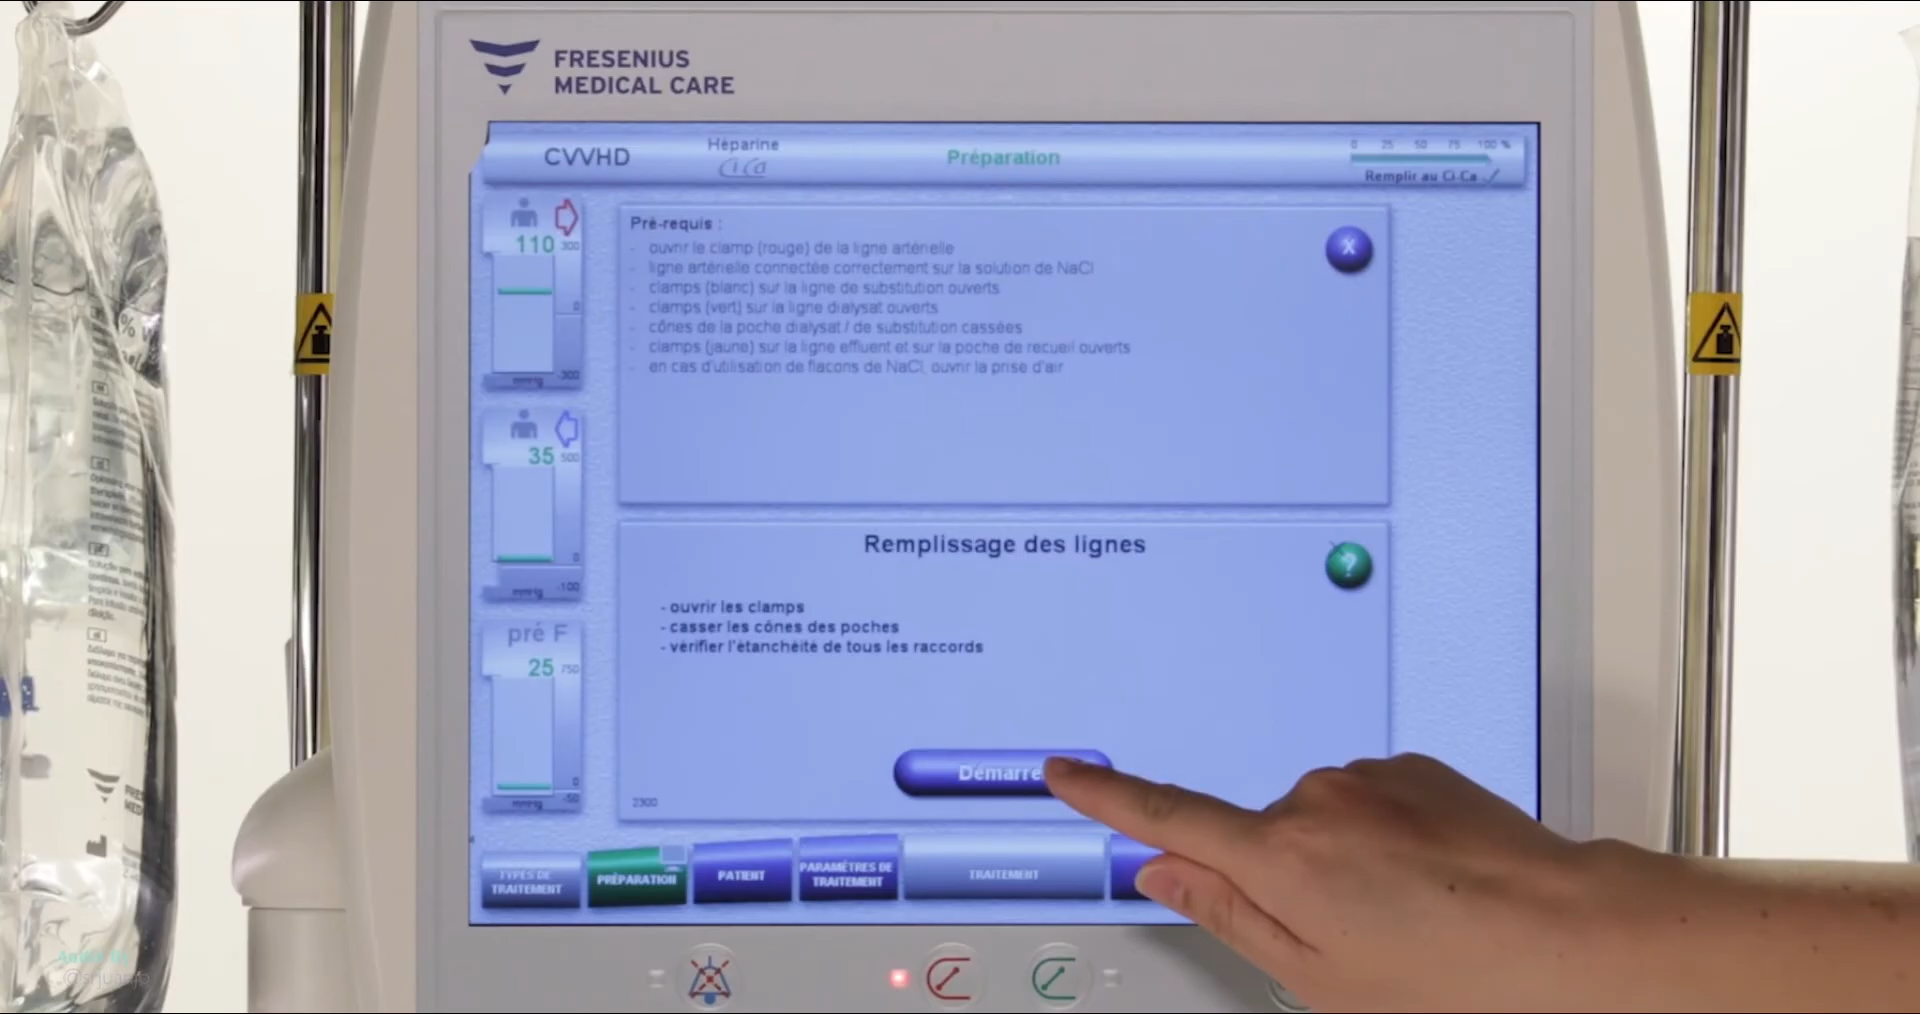 FRESENIUS
MEDICAL CARE
CVVHD
Héparine
CiCa
Préparation
0 25 50 75 100 %
Remplir au Ci-Ca
110 300
0
-300
mmHg
35 500
0
-100
mmHg
pré F
25 750
0
-50
mmHg
Pré-requis :
- ouvrir le clamp (rouge) de la ligne artérielle
- ligne artérielle connectée correctement sur la solution de NaCl
- clamps (blanc) sur la ligne de substitution ouverts
- clamps (vert) sur la ligne dialysat ouverts
- cônes de la poche dialysat / de substitution cassées
- clamps (jaune) sur la ligne effluent et sur la poche de recueil ouverts
- en cas d'utilisation de flacons de NaCl, ouvrir la prise d'air
X
Remplissage des lignes
?
- ouvrir les clamps
- casser les cônes des poches
- vérifier l'étanchéité de tous les raccords
Démarre
2300
TYPES DE
TRAITEMENT
PRÉPARATION
PATIENT
PARAMÈTRES DE
TRAITEMENT
TRAITEMENT